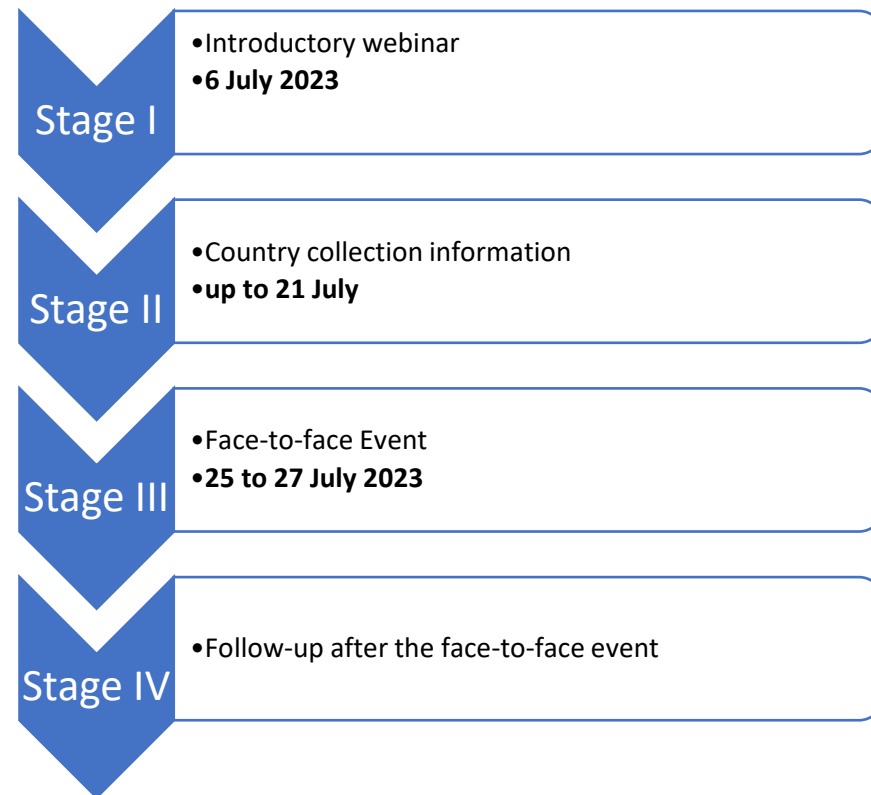 Stage I
•Introductory webinar
•6 July 2023
Stage II
•Country collection information
•up to 21 July
Stage III
•Face-to-face Event
•25 to 27 July 2023
Stage IV
•Follow-up after the face-to-face event